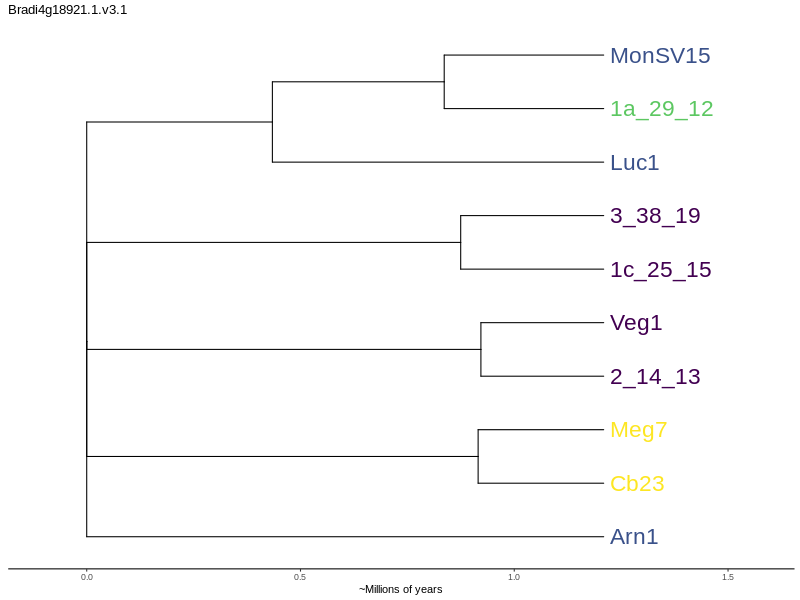 Bradi4g18921.1.v3.1
MonSV15
1a_29_12
Luc1
3_38_19
1c_25_15
Veg1
2_14_13
Meg7
Cb23
Arn1
0.0 0.5 1.0 1.5
~Millions of years